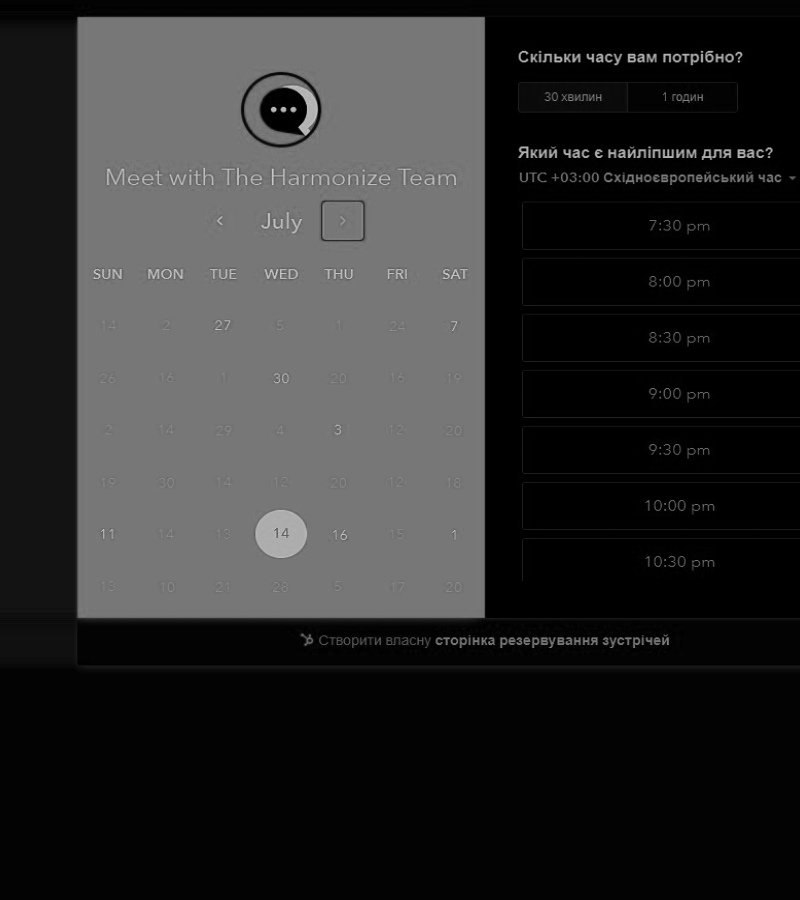 Meet with The Harmonize Team
July
SUN MON TUE WED THU FRI SAT
14 2 27 5 1 24 7
26 16 1 30 20 16 19
2 14 29 4 3 12 20
19 30 14 12 20 12 18
11 14 13 14 16 15 1
13 10 21 28 5 17 20
Скільки часу вам потрібно?
30 хвилин 1 годин
Який час є найліпшим для вас?
UTC +03:00 Східноєвропейський час
7:30 pm
8:00 pm
8:30 pm
9:00 pm
9:30 pm
10:00 pm
10:30 pm
Створити власну сторінка резервування зустрічей